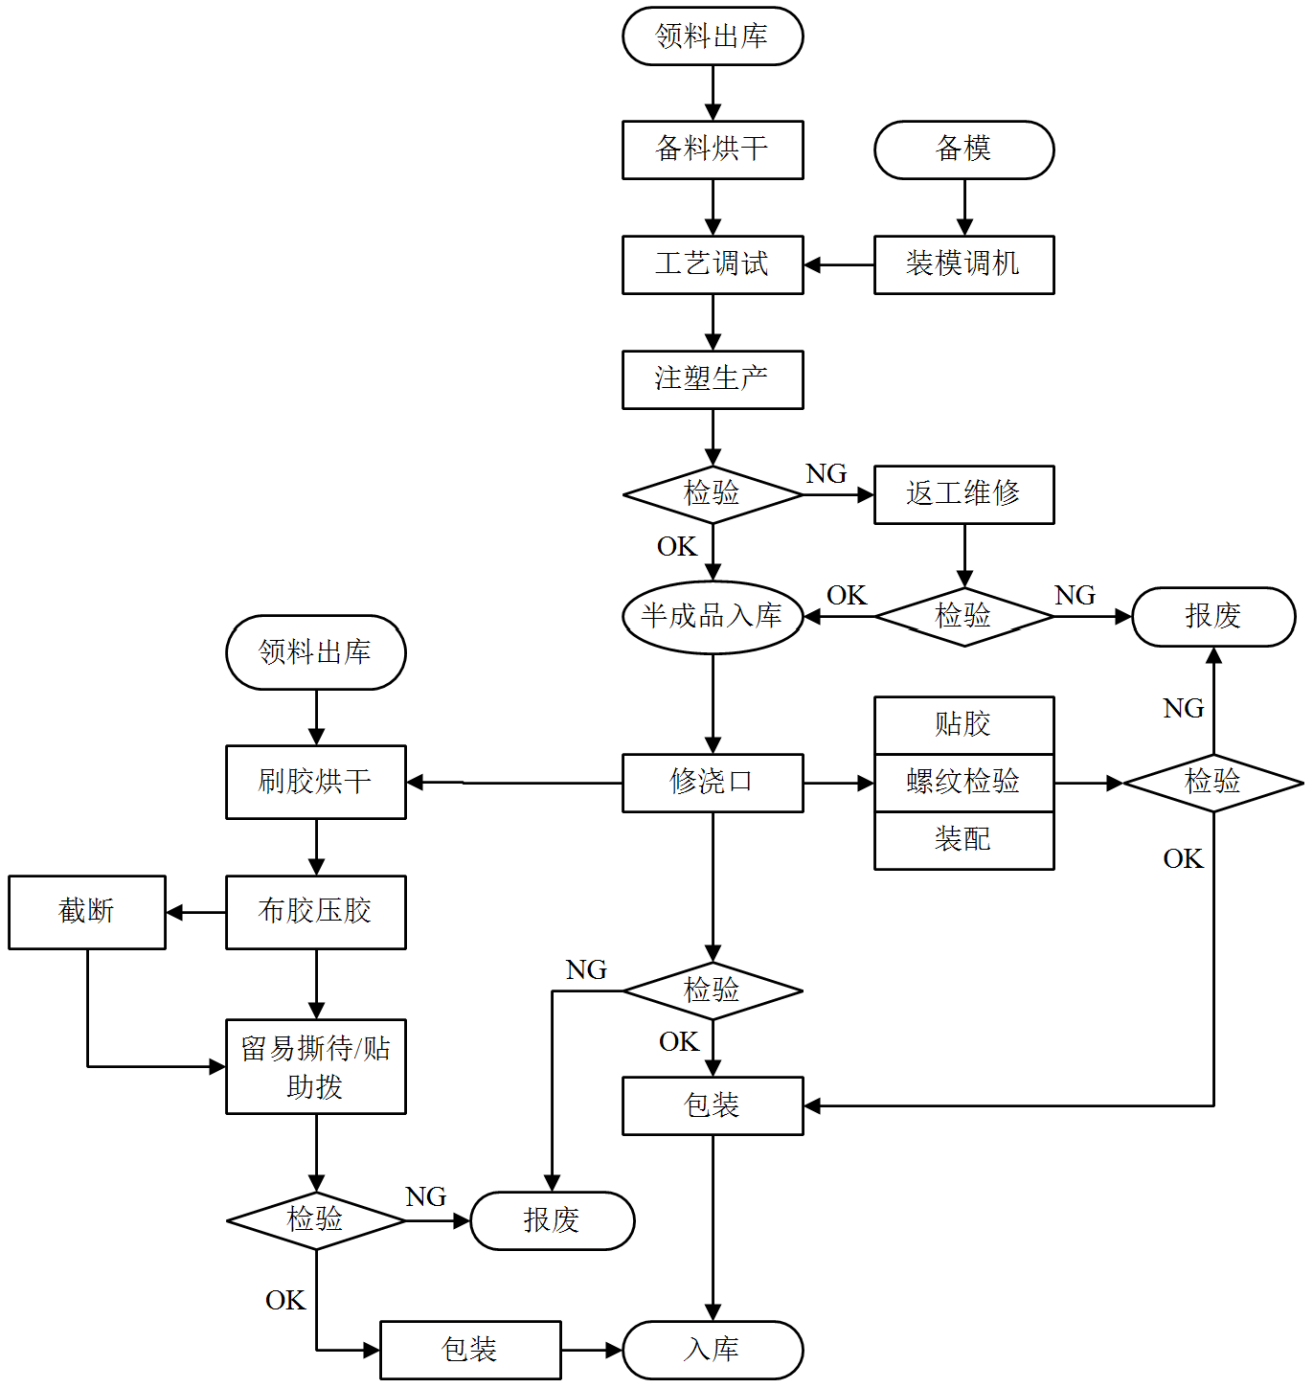 领料出库
备料烘干
备模
工艺调试
装模调机
注塑生产
检验
NG
返工维修
OK
半成品入库
OK
检验
NG
报废
领料出库
贴胶
NG
刷胶烘干
修浇口
螺纹检验
检验
装配
OK
截断
布胶压胶
NG
检验
留易撕待/贴
助拨
OK
包装
检验
NG
报废
OK
包装
入库